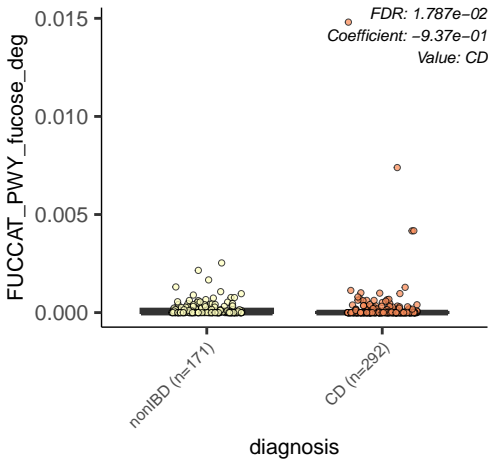 FDR: 1.787e−02
Coefficient: −9.37e−01
Value: CD
FUCCAT_PWY_fucose_deg
0.015
0.010
0.005
0.000
nonIBD (n=171)
CD (n=292)
diagnosis